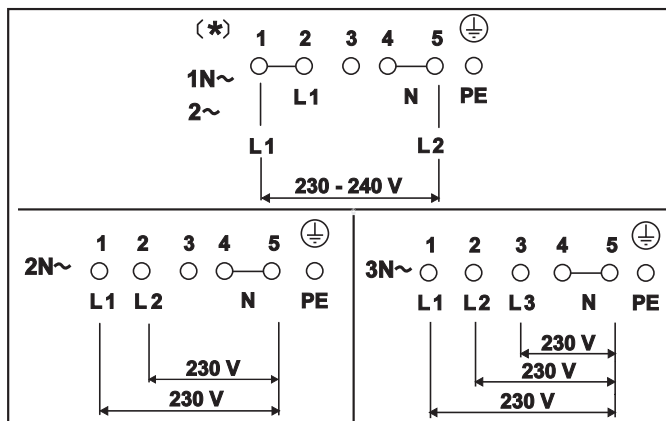 (*) 1 2 3 4 5
1N~ L1 N PE
2~
L1 L2
230 - 240 V
1 2 3 4 5
2N~
L1 L2 N PE
230 V
230 V
1 2 3 4 5
3N~
L1 L2 L3 N PE
230 V
230 V
230 V